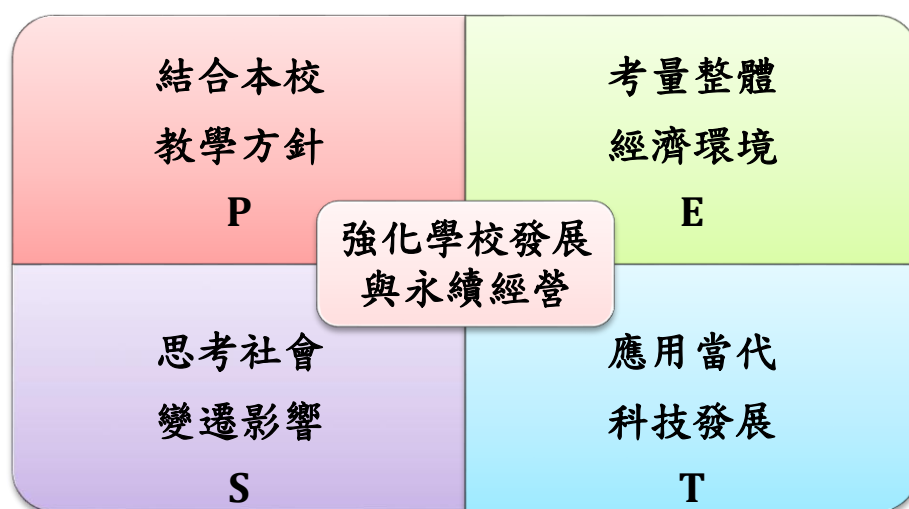 結合本校
教學方針
P
考量整體
經濟環境
E
強化學校發展
與永續經營
思考社會
變遷影響
S
應用當代
科技發展
T